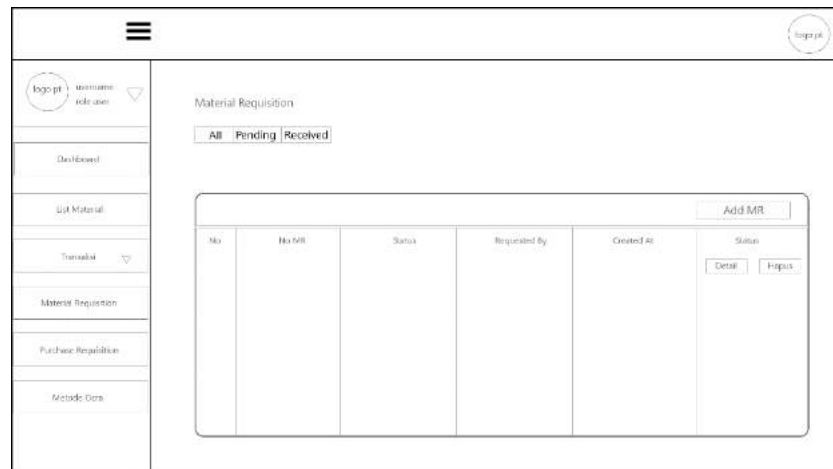 logo pt
logo pt
username
role user
Material Requisition
All Pending Received
Dashboard
List Material
Transaksi
Material Requisition
Purchase Requisition
Metode Oera
Add MR
No No MR Status Requested By Created At Status
Detail Hapus